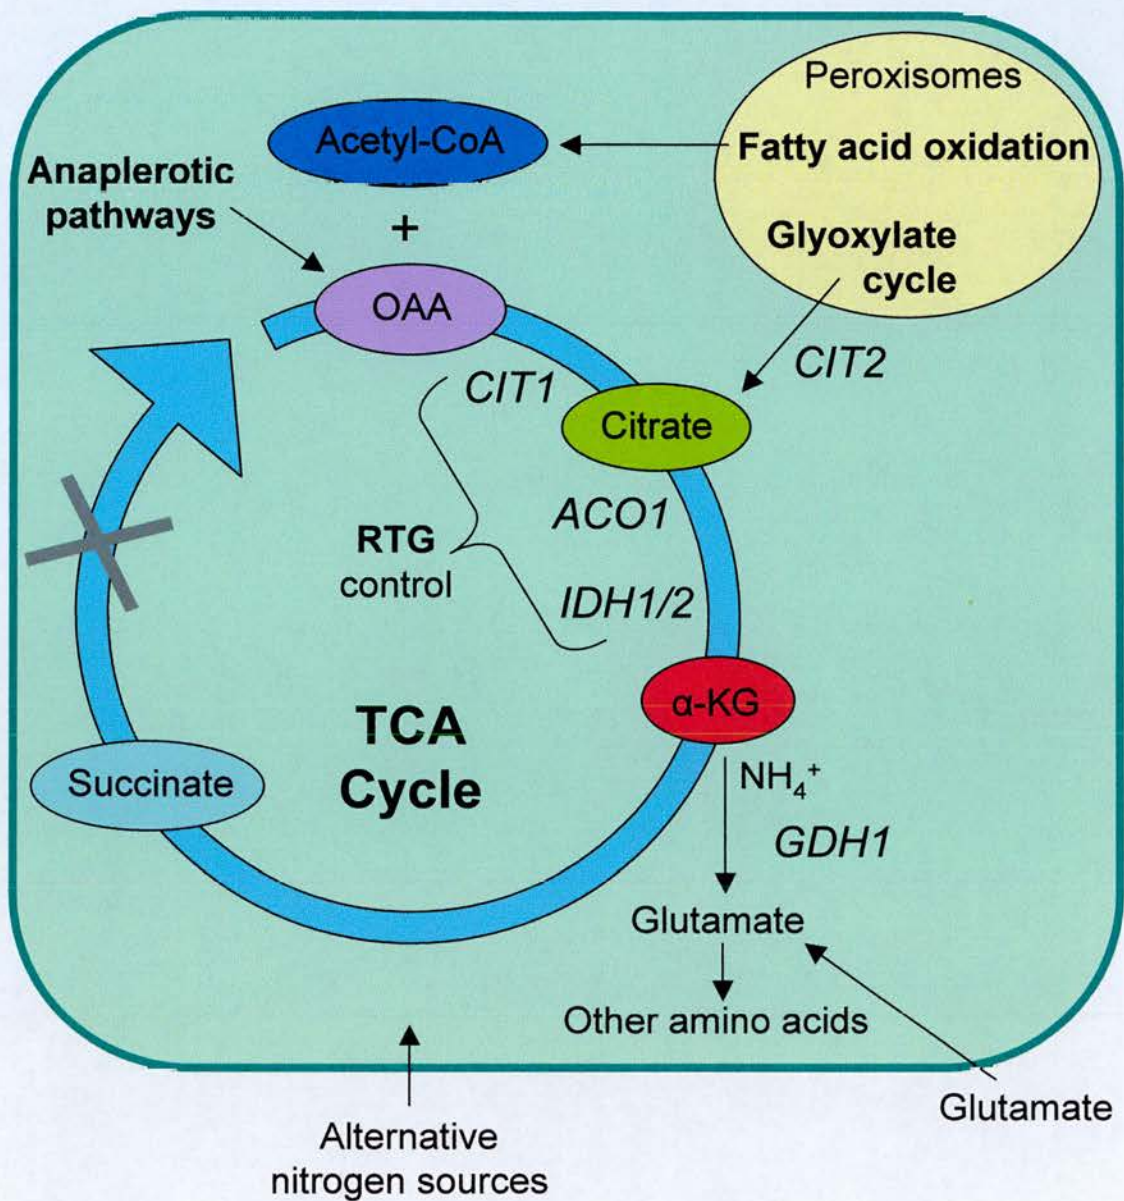 Peroxisomes
Fatty acid oxidation
Glyoxylate
cycle
Acetyl-CoA
Anaplerotic
pathways
+
OAA
CIT1
CIT2
Citrate
ACO1
RTG
control
IDH1/2
α-KG
TCA
Cycle
Succinate
NH₄⁺
GDH1
Glutamate
Other amino acids
Glutamate
Alternative
nitrogen sources